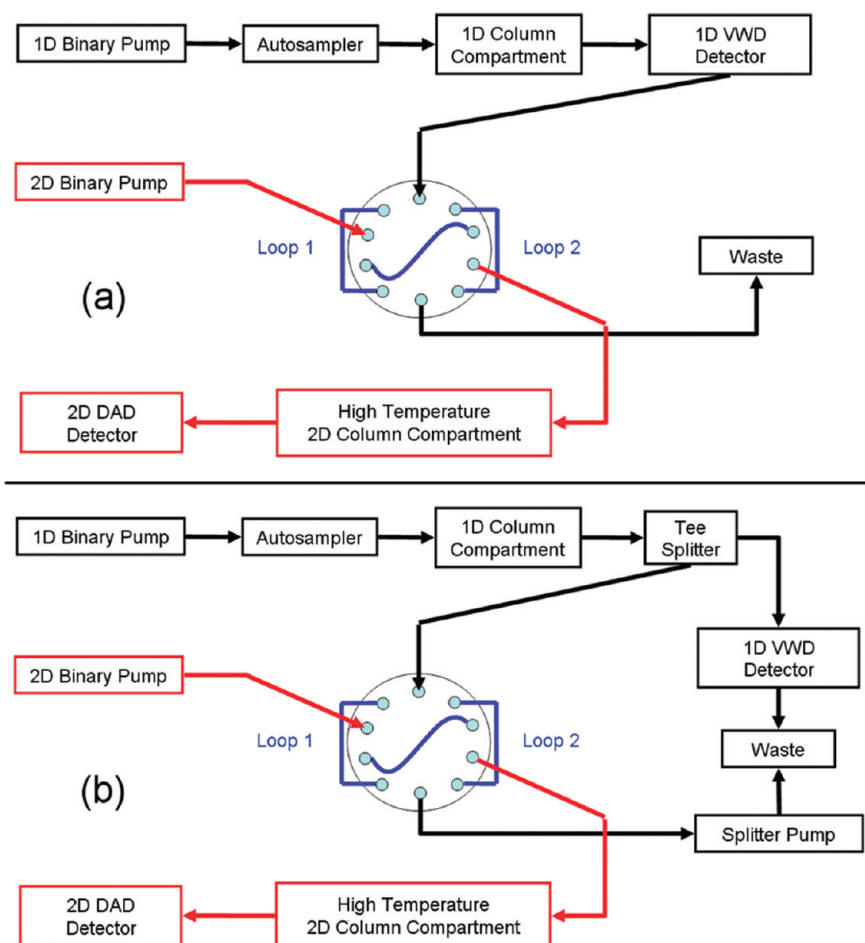 1D Binary Pump
Autosampler
1D Column
Compartment
1D VWD
Detector
2D Binary Pump
Loop 1
Loop 2
Waste
(a)
2D DAD
Detector
High Temperature
2D Column Compartment
1D Binary Pump
Autosampler
1D Column
Compartment
Tee
Splitter
2D Binary Pump
1D VWD
Detector
Loop 1
Loop 2
Waste
(b)
Splitter Pump
2D DAD
Detector
High Temperature
2D Column Compartment